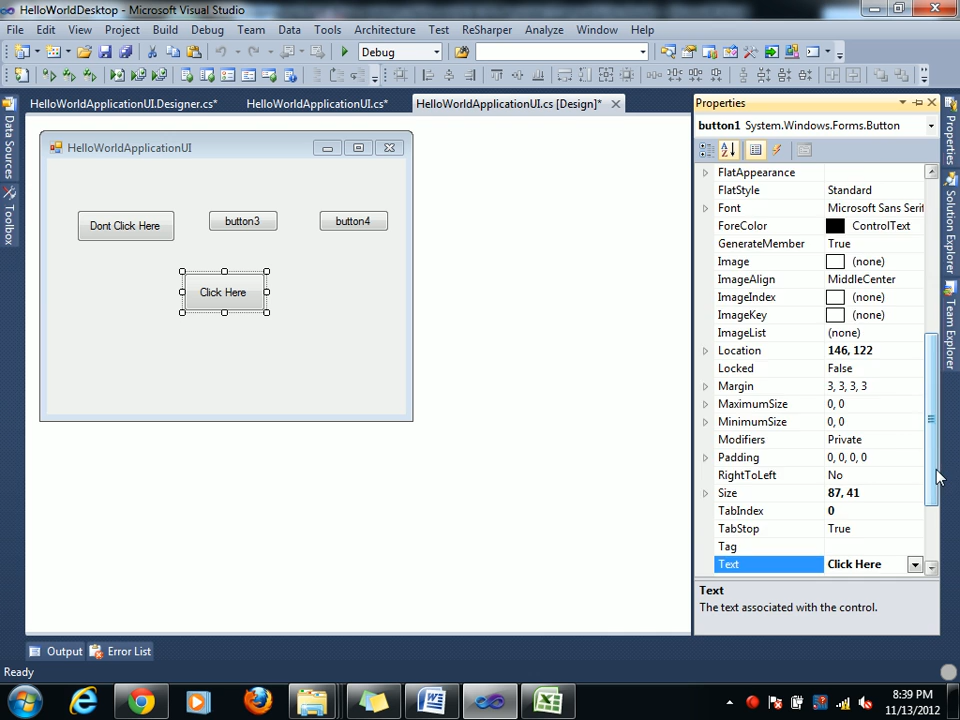 HelloWorldDesktop - Microsoft Visual Studio
File Edit View Project Build Debug Team Data Tools Architecture Test ReSharper Analyze Window Help
Debug
HelloWorldApplicationUI.Designer.cs* HelloWorldApplicationUI.cs* HelloWorldApplicationUI.cs [Design]*
Data Sources
Toolbox
HelloWorldApplicationUI
Dont Click Here button3 button4
Click Here
Properties
button1 System.Windows.Forms.Button
FlatAppearance
FlatStyle Standard
Font Microsoft Sans Serif
ForeColor ControlText
GenerateMember True
Image (none)
ImageAlign MiddleCenter
ImageIndex (none)
ImageKey (none)
ImageList (none)
Location 146, 122
Locked False
Margin 3, 3, 3, 3
MaximumSize 0, 0
MinimumSize 0, 0
Modifiers Private
Padding 0, 0, 0, 0
RightToLeft No
Size 87, 41
TabIndex 0
TabStop True
Tag
Text Click Here
Text
The text associated with the control.
Properties
Solution Explorer
Team Explorer
Output Error List
Ready
8:39 PM
11/13/2012